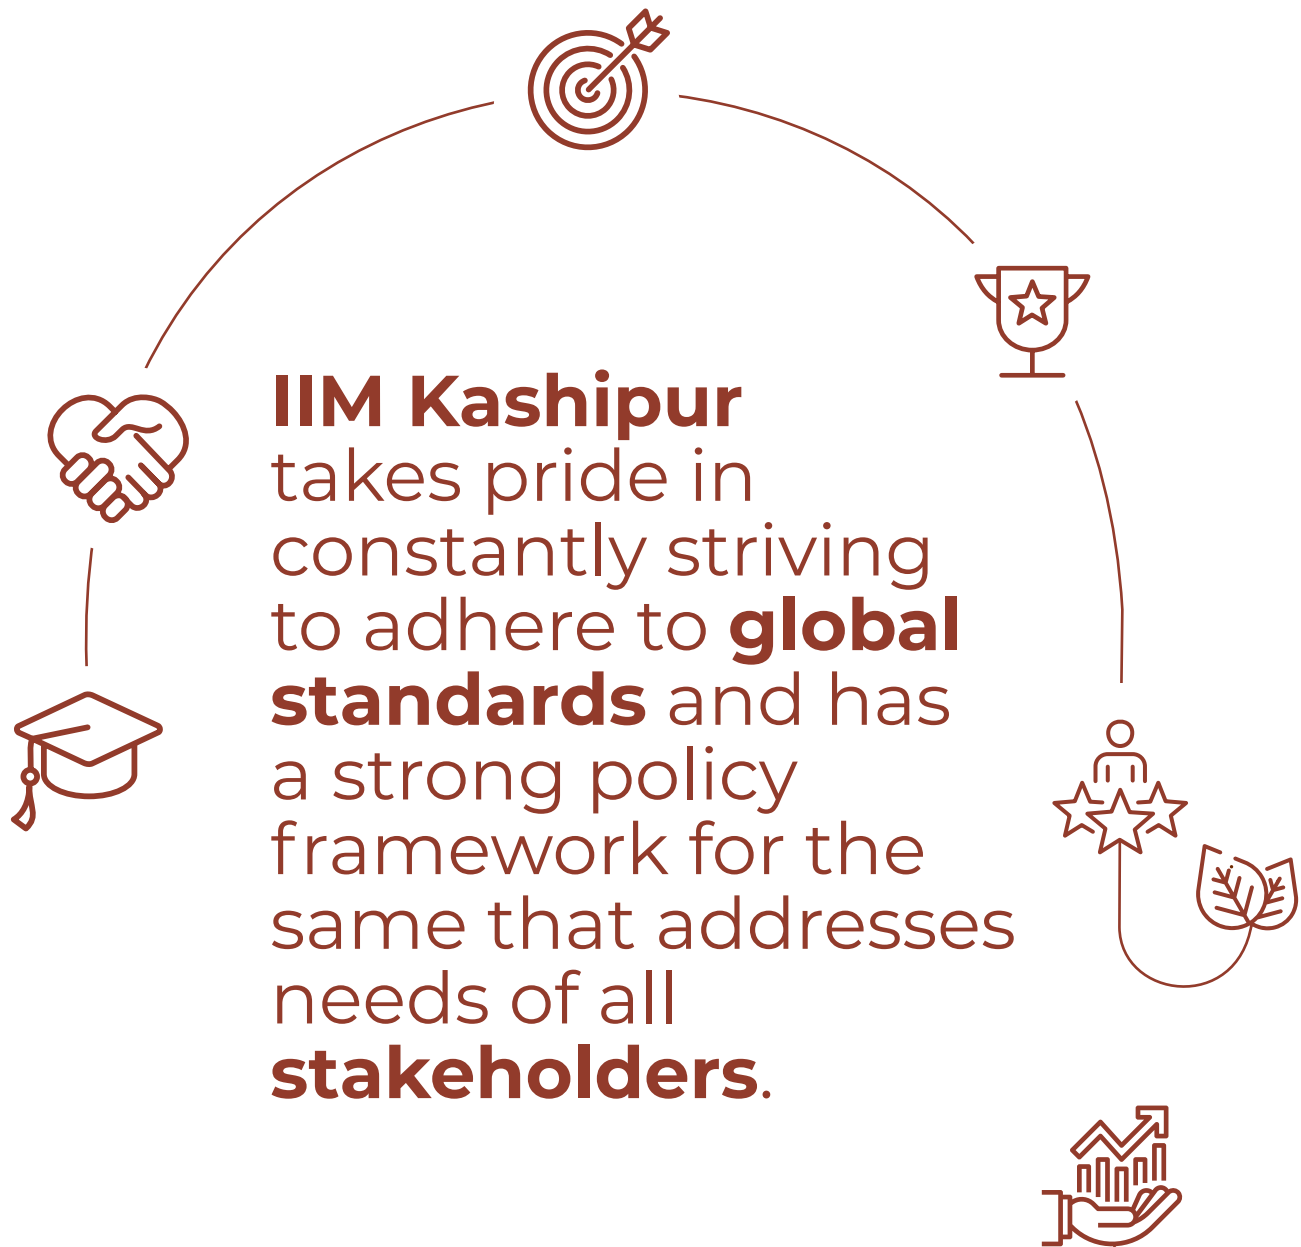 IIM Kashipur
takes pride in
constantly striving
to adhere to global
standards and has
a strong policy
framework for the
same that addresses
needs of all
stakeholders.